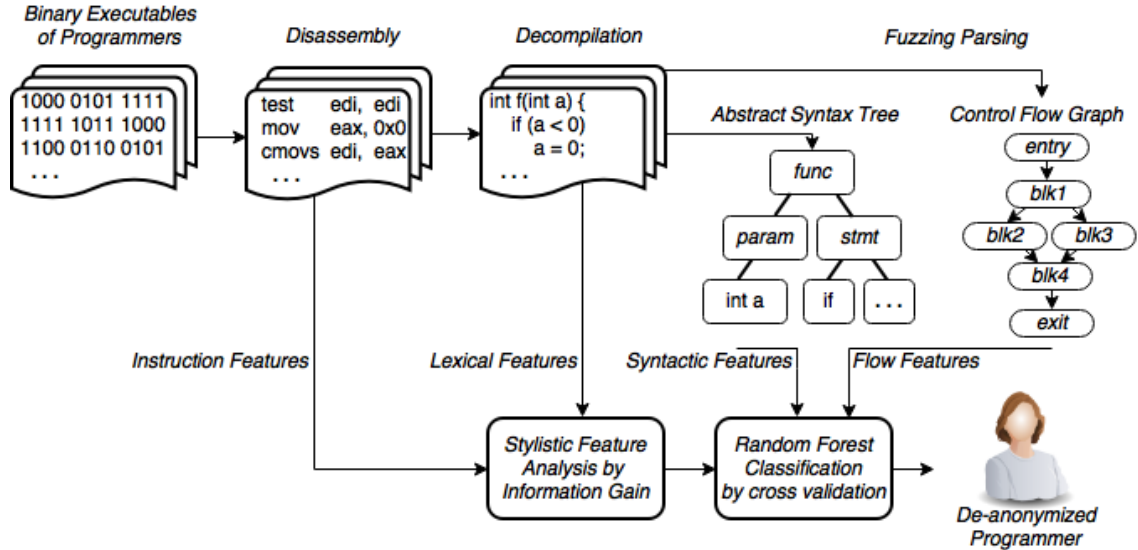 Binary Executables
of Programmers
Disassembly
Decompilation
Fuzzing Parsing
1000 0101 1111
1111 1011 1000
1100 0110 0101
. . .
test edi, edi
mov eax, 0x0
cmovs edi, eax
. . .
int f(int a) {
if (a < 0)
a = 0;
. . .
Abstract Syntax Tree
func
param
stmt
int a
if
. . .
Control Flow Graph
entry
blk1
blk2
blk3
blk4
exit
Instruction Features
Lexical Features
Syntactic Features
Flow Features
Stylistic Feature
Analysis by
Information Gain
Random Forest
Classification
by cross validation
De-anonymized
Programmer